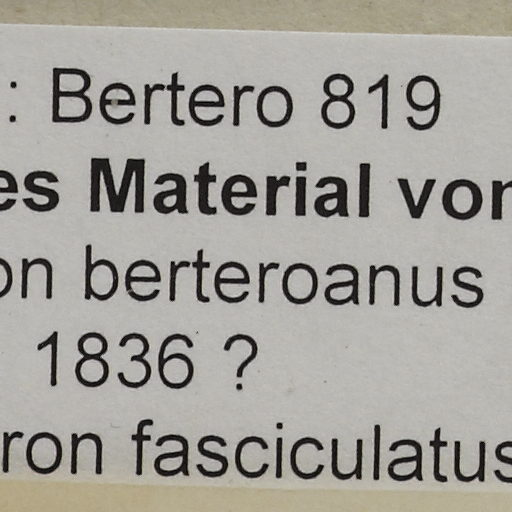 : Bertero 819
es Material von
on berteroanus
1836 ?
ron fasciculatus